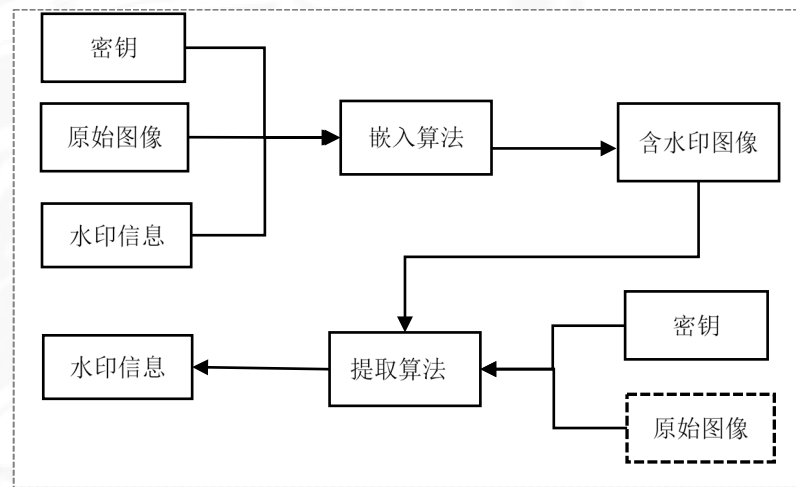 密钥
原始图像
嵌入算法
含水印图像
水印信息
密钥
水印信息
提取算法
原始图像